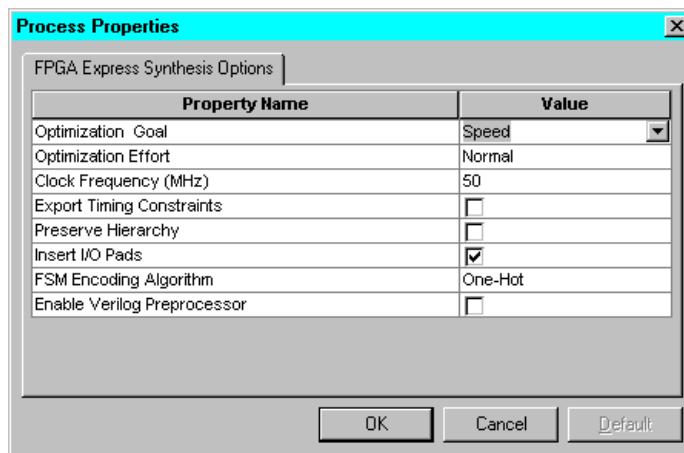 Process Properties
FPGA Express Synthesis Options
Property Name Value
Optimization Goal Speed
Optimization Effort Normal
Clock Frequency (MHz) 50
Export Timing Constraints
Preserve Hierarchy
Insert I/O Pads
FSM Encoding Algorithm One-Hot
Enable Verilog Preprocessor
OK Cancel Default